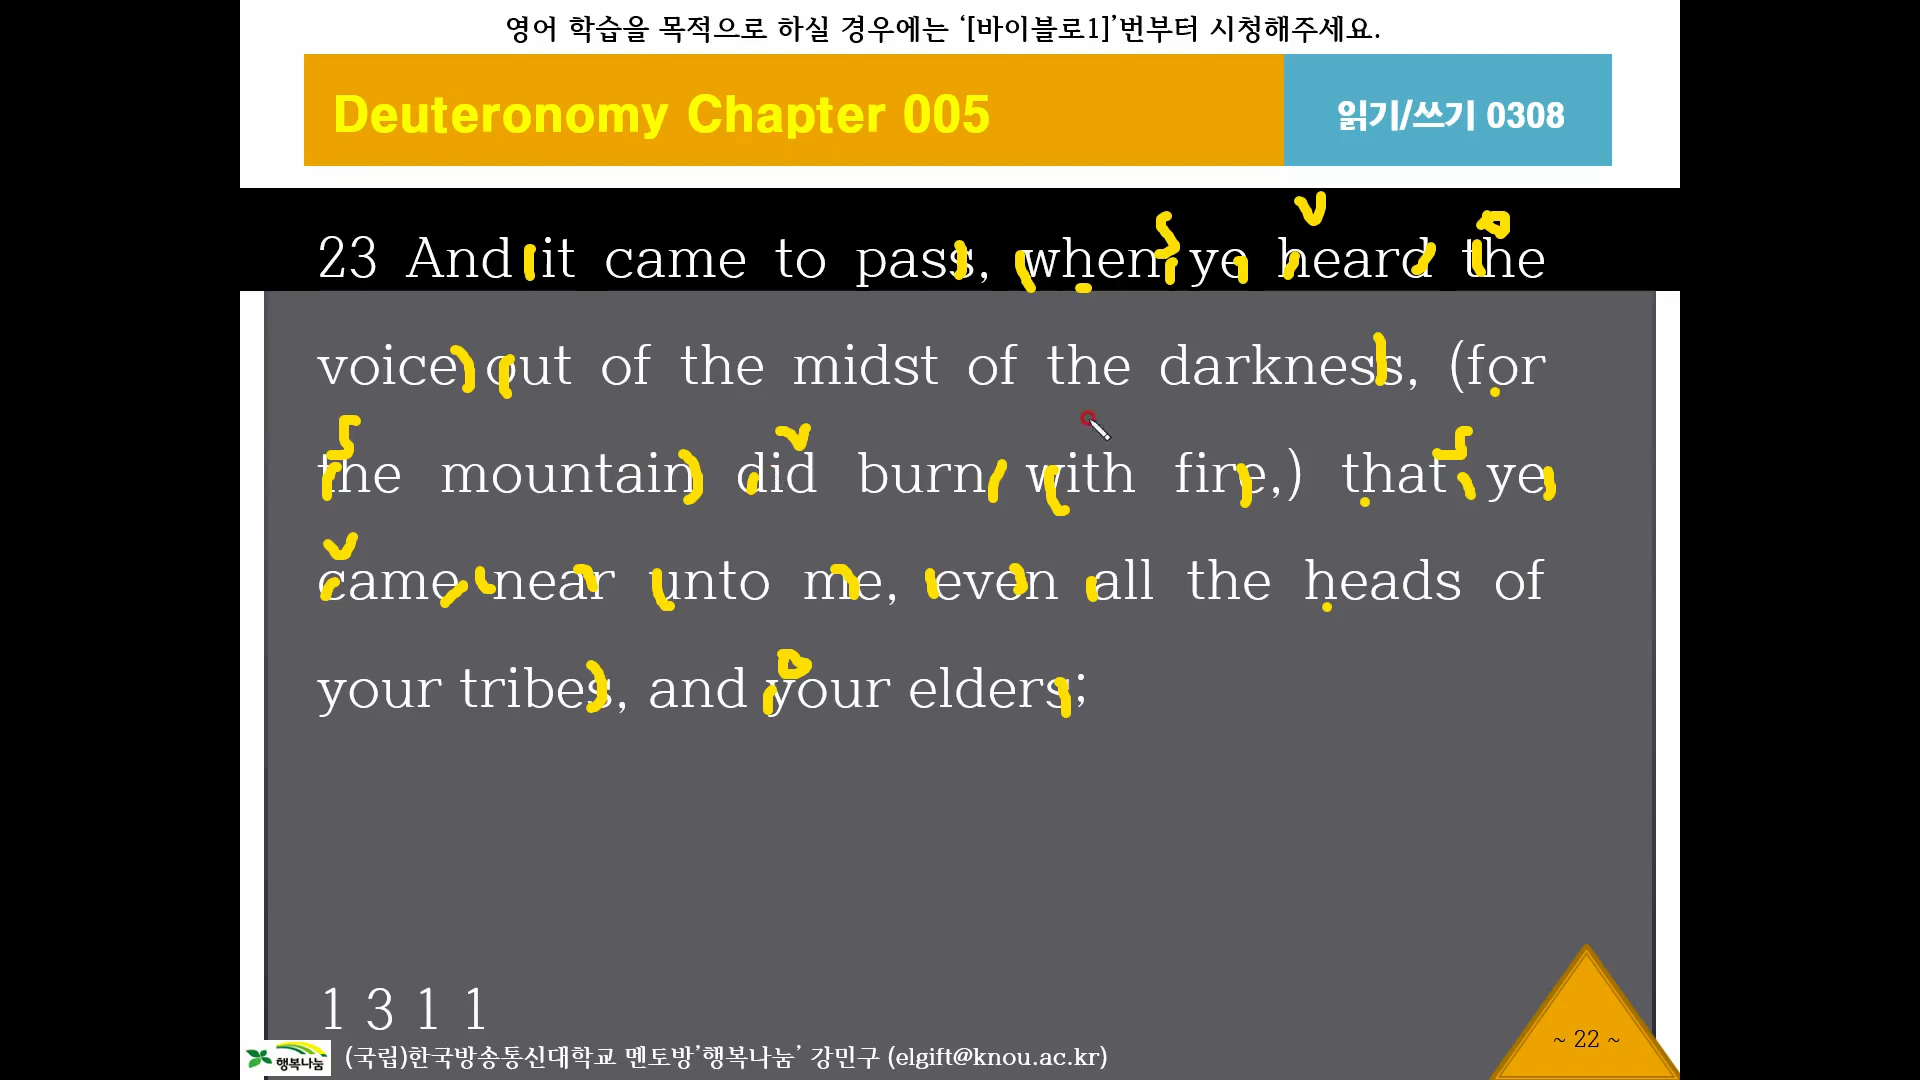 영어 학습을 목적으로 하실 경우에는 ‘[바이블로1]’번부터 시청해주세요.
Deuteronomy Chapter 005
읽기/쓰기 0308
23 And it came to pass, when ye heard the
voice out of the midst of the darkness, (for
the mountain did burn with fire,) that ye
came near unto me, even all the heads of
your tribes, and your elders;
1 3 1 1
~ 22 ~
행복나눔
(국립)한국방송통신대학교 멘토방’행복나눔’ 강민구 (elgift@knou.ac.kr)